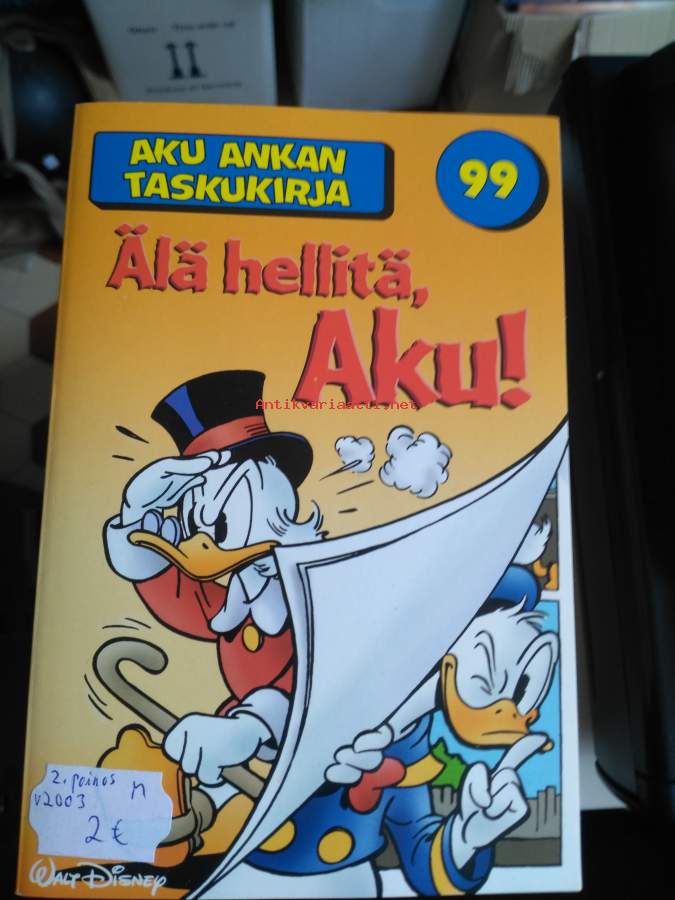 AKU ANKAN
TASKUKIRJA
99
Älä hellitä,
Aku!
Antikvariaatti.net
2. painos
v2003
n
2 €
WALT DISNEY